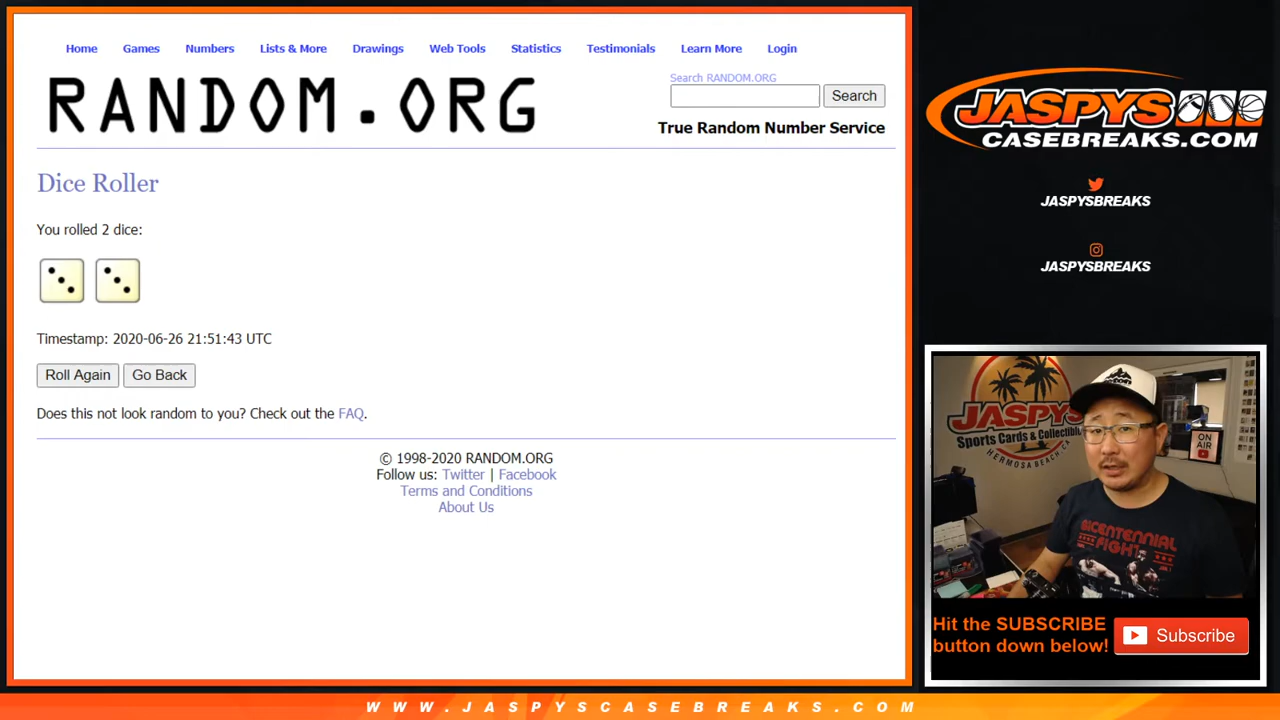 Home Games Numbers Lists & More Drawings Web Tools Statistics Testimonials Learn More Login
RANDOM.ORG
Search RANDOM.ORG
Search
True Random Number Service
Dice Roller
You rolled 2 dice:
Timestamp: 2020-06-26 21:51:43 UTC
Roll Again Go Back
Does this not look random to you? Check out the FAQ.
© 1998-2020 RANDOM.ORG
Follow us: Twitter | Facebook
Terms and Conditions
About Us
JASPYS
CASEBREAKS.COM
JASPYSBREAKS
JASPYSBREAKS
JASPYS
Sports Cards & Collectibles
HERMOSA BEACH, CA
ON
AIR
BICENTENNIAL
FIGHT
Hit the SUBSCRIBE
button down below!
Subscribe
WWW.JASPYSCASEBREAKS.COM